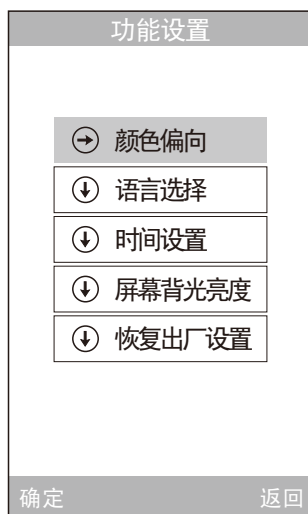 功能设置
颜色偏向
语言选择
时间设置
屏幕背光亮度
恢复出厂设置
确定 返回